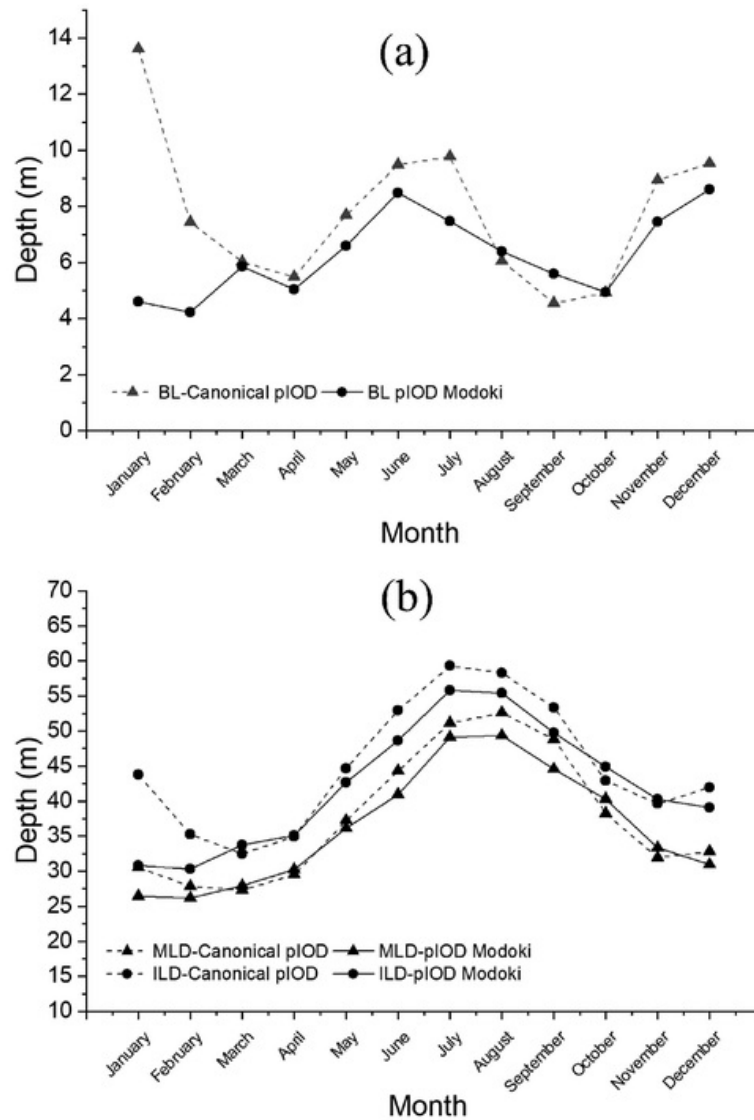 (a)
Depth (m)
14
12
10
8
6
4
2
0
BL-Canonical pIOD BL pIOD Modoki
January February March April May June July August September October November December
Month
(b)
Depth (m)
70
65
60
55
50
45
40
35
30
25
20
15
10
MLD-Canonical pIOD MLD-pIOD Modoki
ILD-Canonical pIOD ILD-pIOD Modoki
January February March April May June July August September October November December
Month